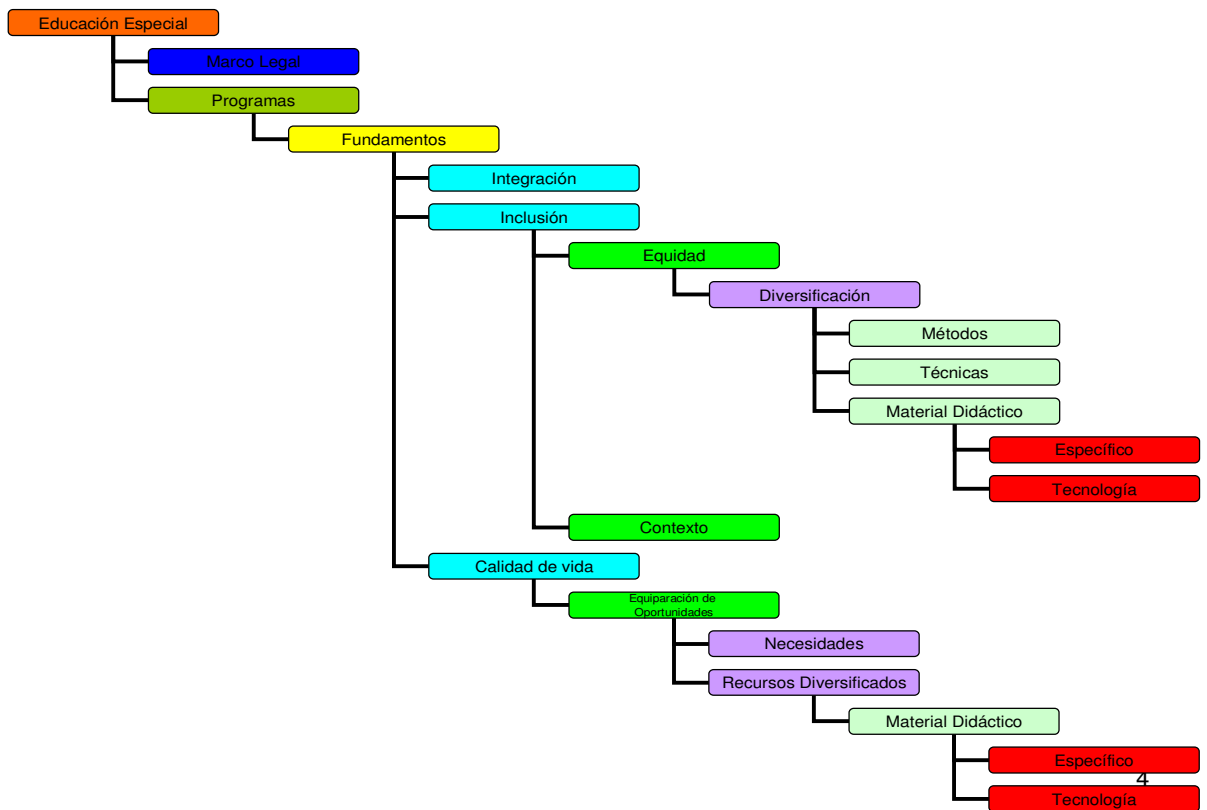 Educación Especial
Marco Legal
Programas
Fundamentos
Integración
Inclusión
Equidad
Diversificación
Métodos
Técnicas
Material Didáctico
Específico
Tecnología
Contexto
Calidad de vida
Equiparación de
Oportunidades
Necesidades
Recursos Diversificados
Material Didáctico
Específico
4
Tecnología